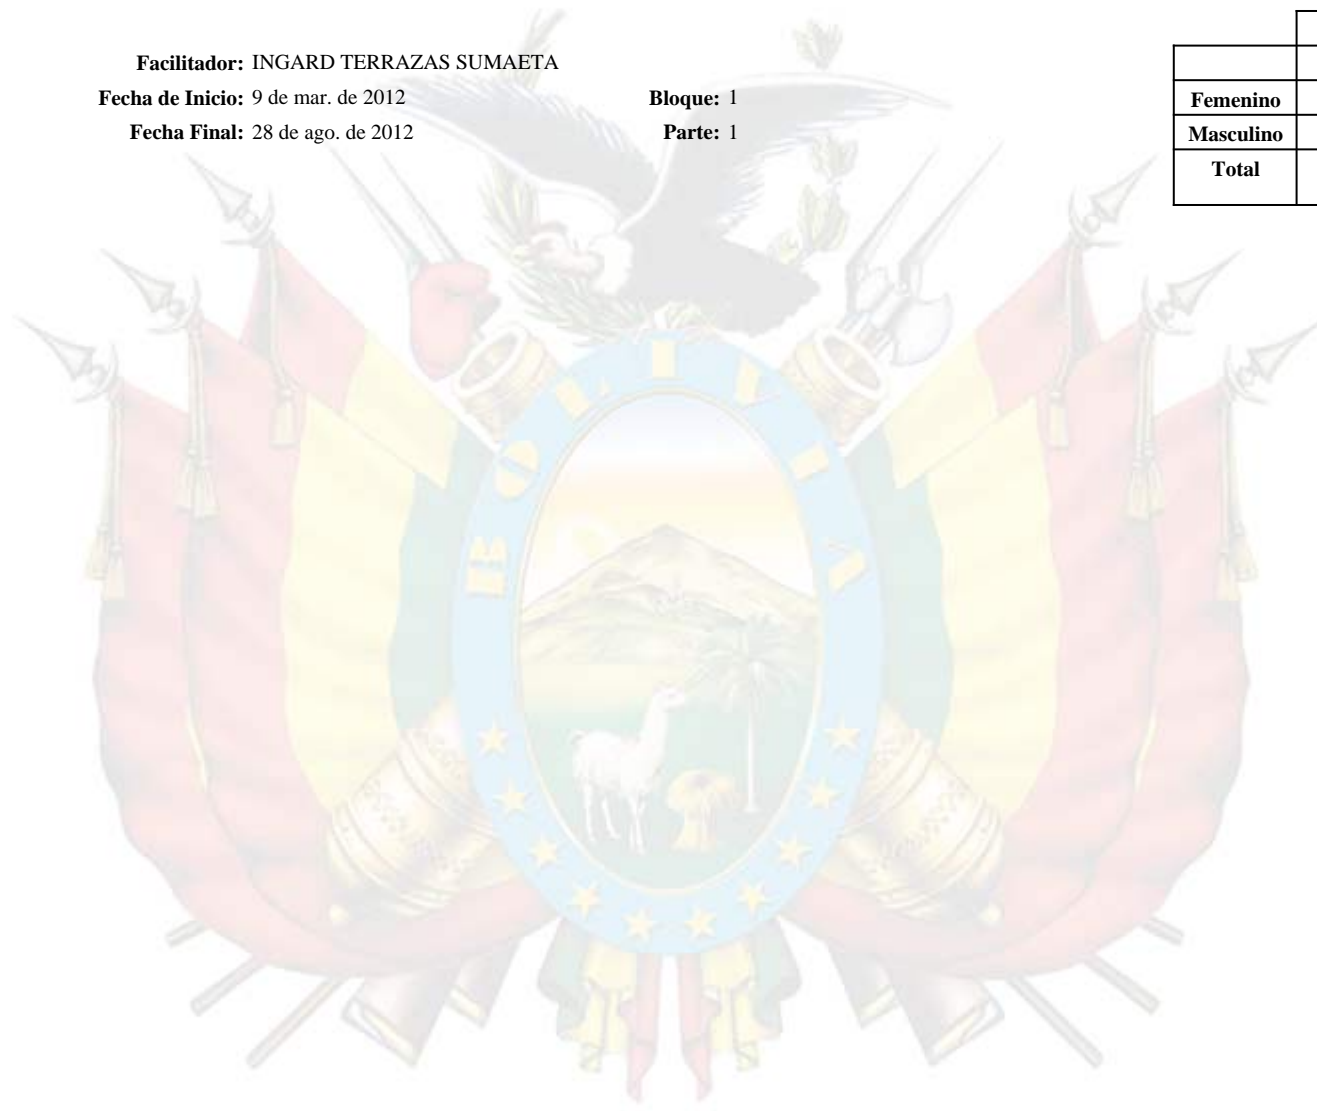 Facilitador: INGARD TERRAZAS SUMAETA
Fecha de Inicio: 9 de mar. de 2012 Bloque: 1
Fecha Final: 28 de ago. de 2012 Parte: 1
Femenino
Masculino
Total
BOLIVIA